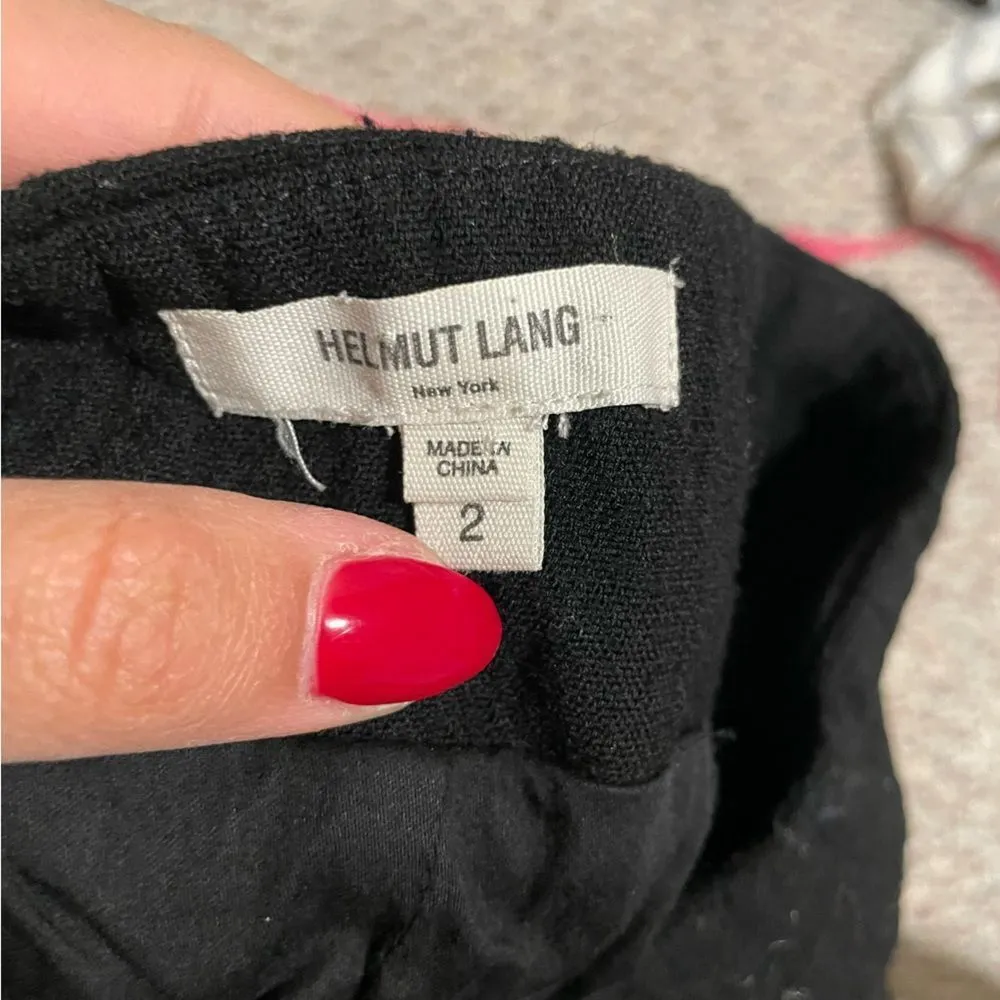 HELMUT LANG
New York
MADE IN
CHINA
2